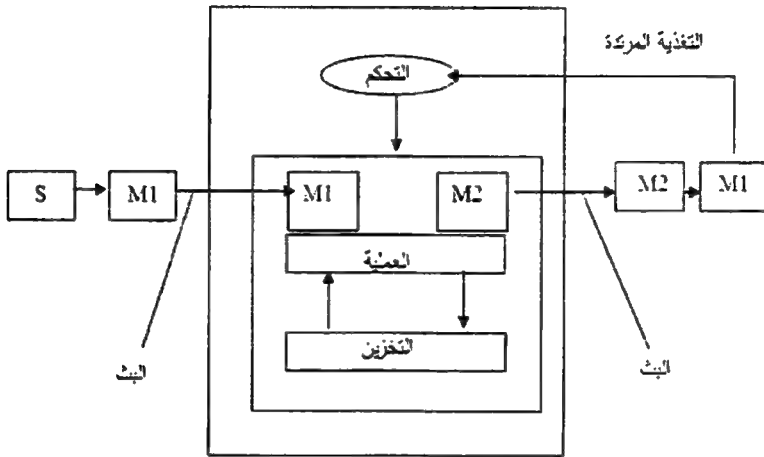 التغذية المرتدة
التحكم
S
M1
M1
M2
M2
M1
العملية
التخزين
البث
البث